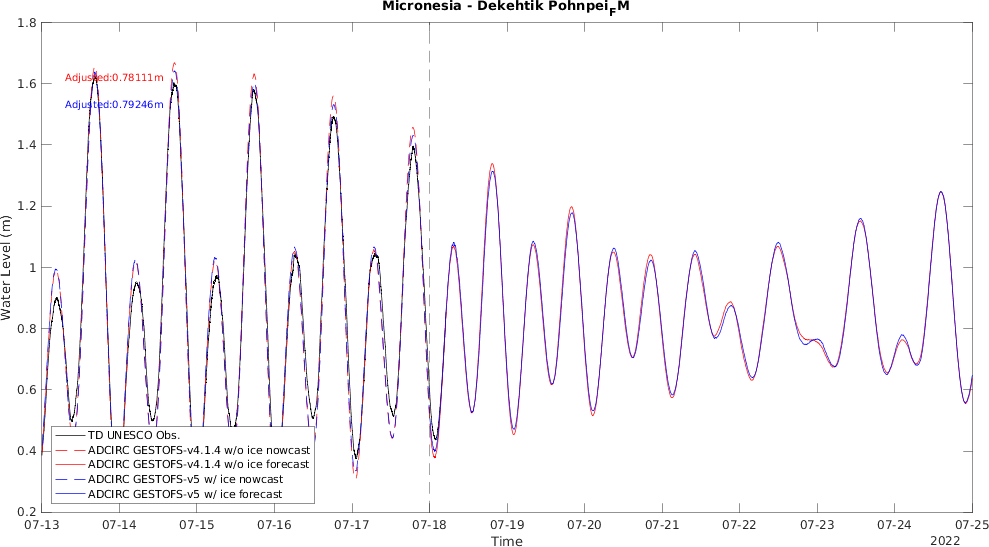 Micronesia - Dekehtik Pohnpei_FM
1.8
1.6
1.4
1.2
1
0.8
0.6
0.4
0.2
Water Level (m)
Adjusted:0.78111m
Adjusted:0.79246m
TD UNESCO Obs.
ADCIRC GESTOFS-v4.1.4 w/o ice nowcast
ADCIRC GESTOFS-v4.1.4 w/o ice forecast
ADCIRC GESTOFS-v5 w/ ice nowcast
ADCIRC GESTOFS-v5 w/ ice forecast
07-13 07-14 07-15 07-16 07-17 07-18 07-19 07-20 07-21 07-22 07-23 07-24 07-25
Time
2022